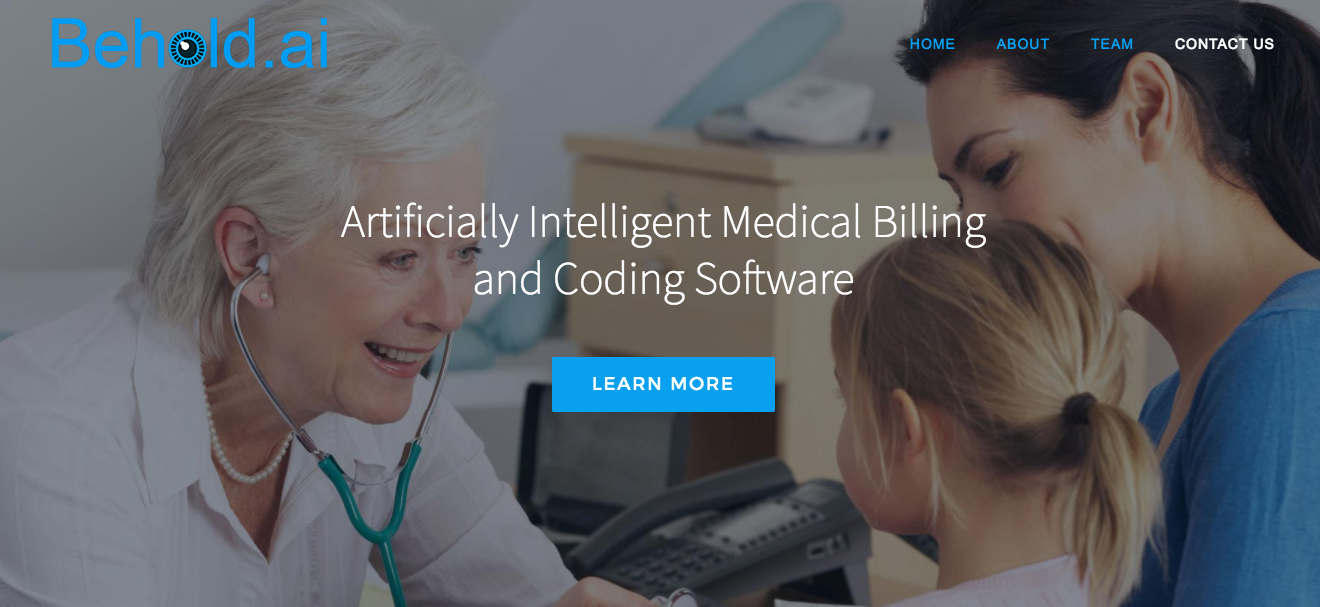 Behold.ai
HOME
ABOUT
TEAM
CONTACT US
Artificially Intelligent Medical Billing
and Coding Software
LEARN MORE